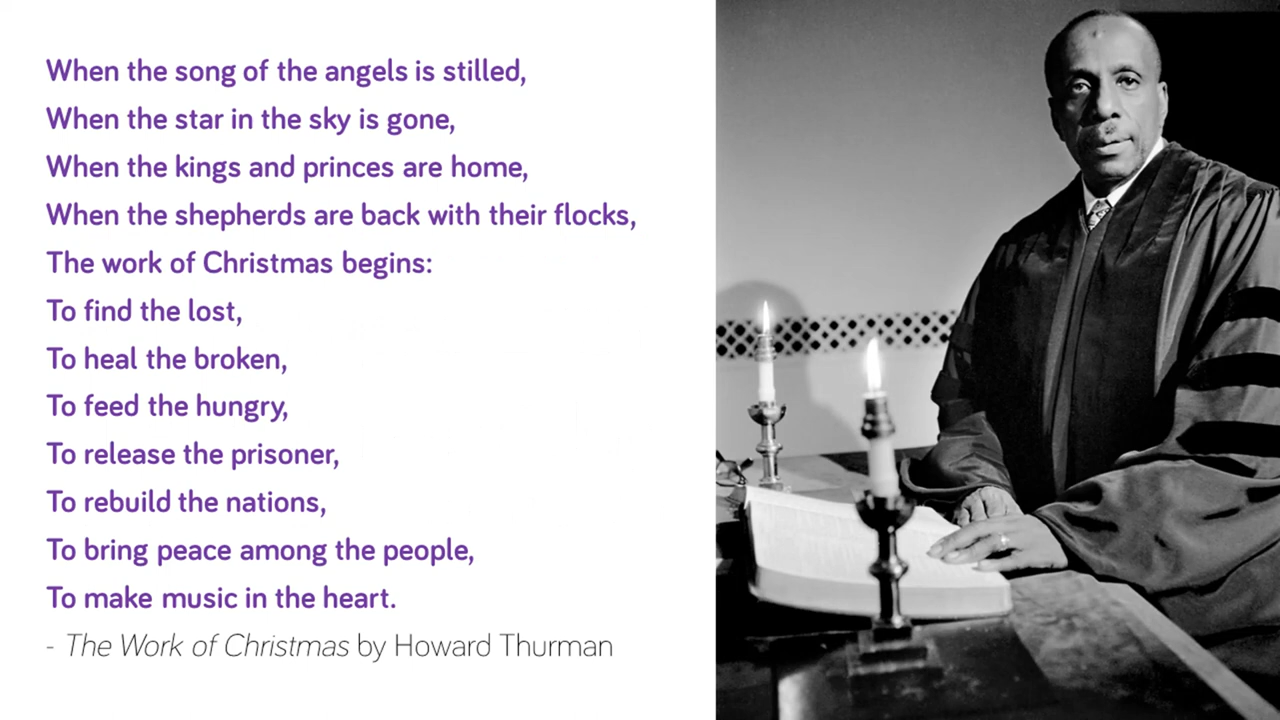 When the song of the angels is stilled,
When the star in the sky is gone,
When the kings and princes are home,
When the shepherds are back with their flocks,
The work of Christmas begins:
To find the lost,
To heal the broken,
To feed the hungry,
To release the prisoner,
To rebuild the nations,
To bring peace among the people,
To make music in the heart.
- The Work of Christmas by Howard Thurman